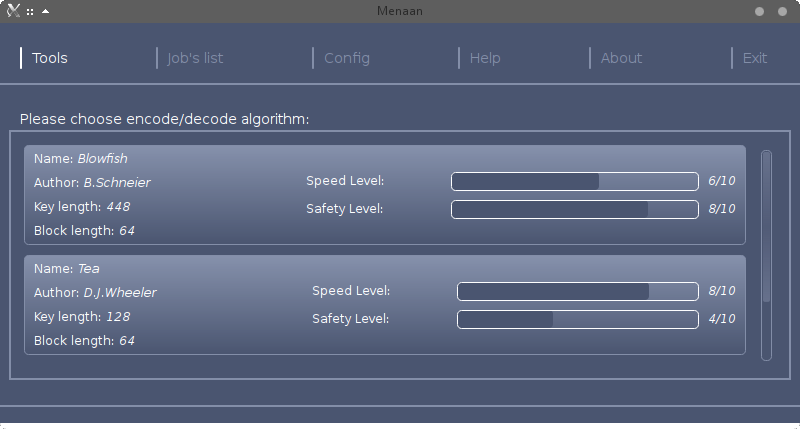 Menaan
Tools Job's list Config Help About Exit
Please choose encode/decode algorithm:
Name: Blowfish
Author: B.Schneier
Speed Level: 6/10
Key length: 448
Safety Level: 8/10
Block length: 64
Name: Tea
Author: D.J.Wheeler
Speed Level: 8/10
Key length: 128
Safety Level: 4/10
Block length: 64